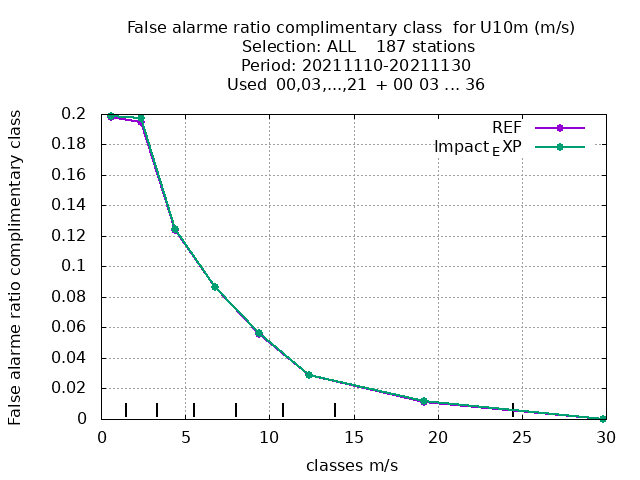 False alarme ratio complimentary class  for U10m (m/s)
Selection: ALL    187 stations
Period: 20211110-20211130
Used  00,03,...,21  + 00 03 ... 36
False alarme ratio complimentary class
REF
Impact_EXP
0.2
0.18
0.16
0.14
0.12
0.1
0.08
0.06
0.04
0.02
0
0 5 10 15 20 25 30
classes m/s